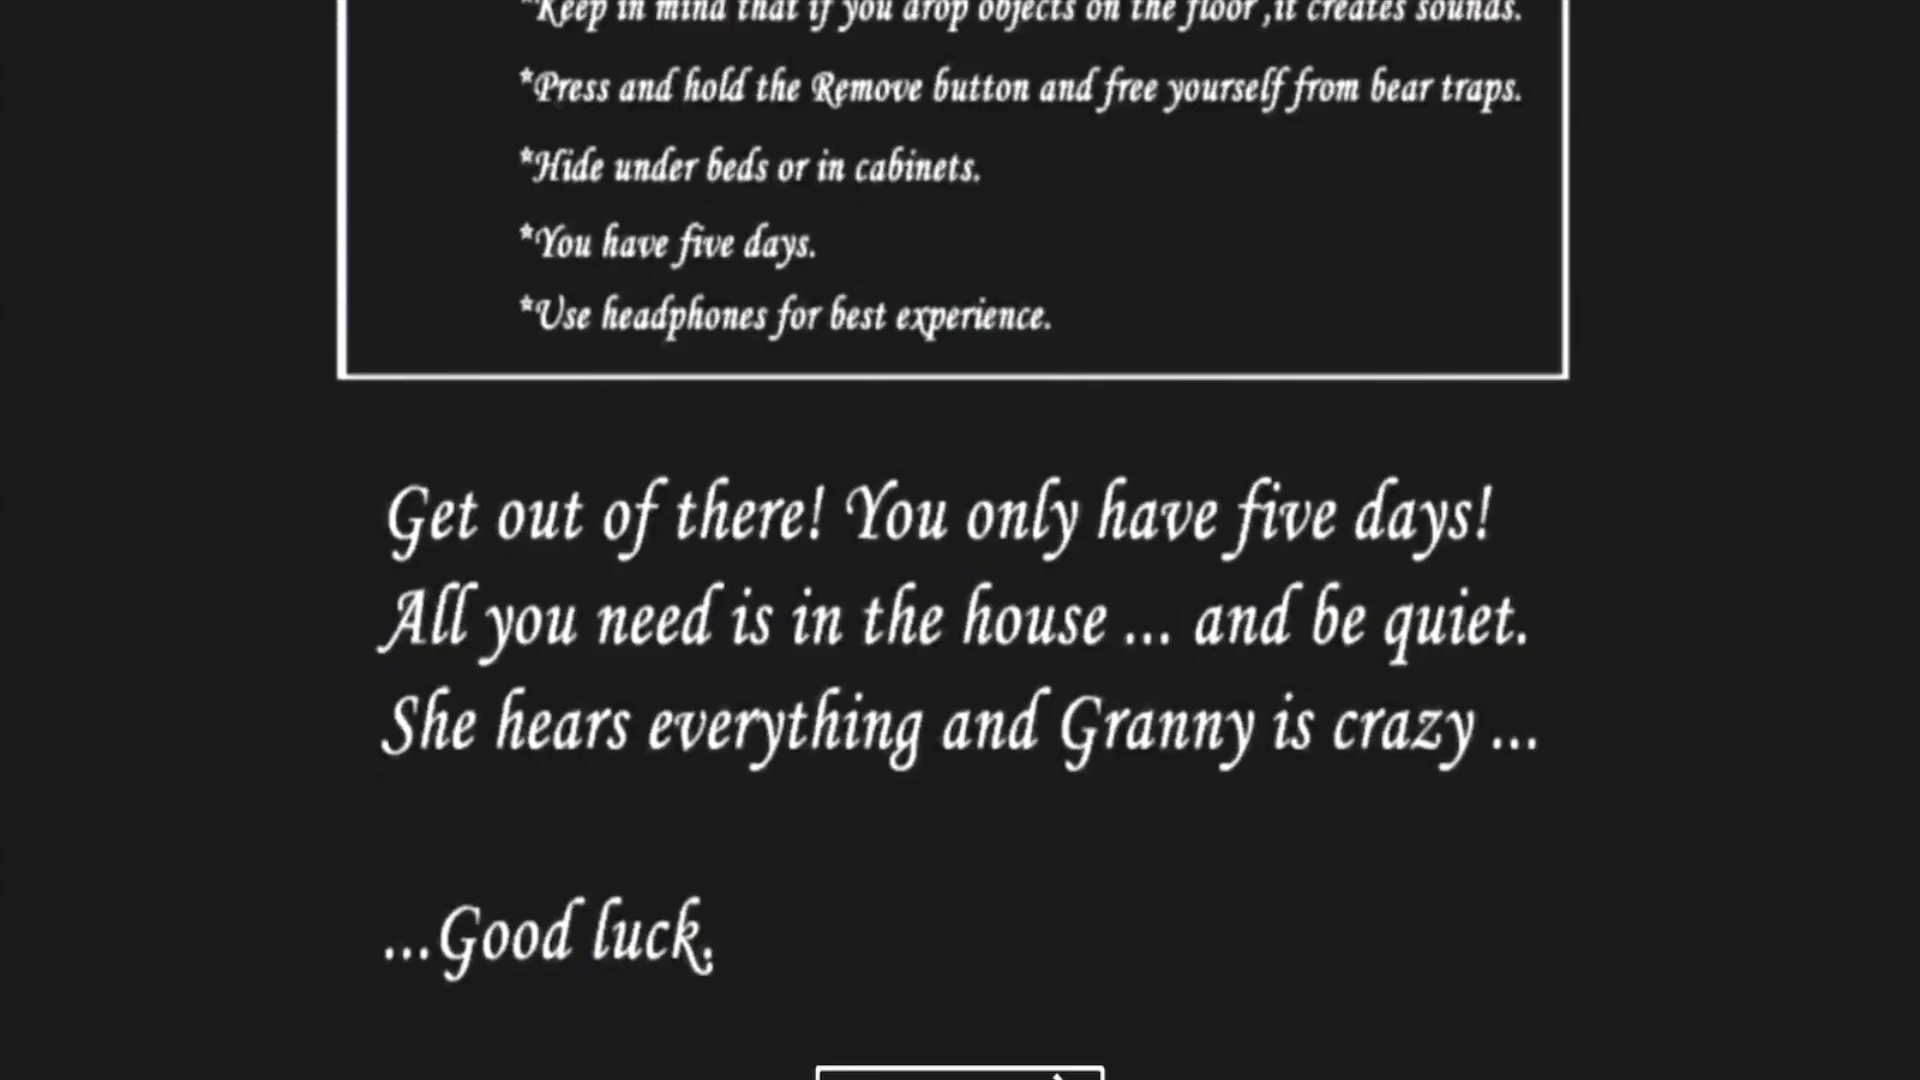 *Keep in mind that if you drop objects on the floor ,it creates sounds.
*Press and hold the Remove button and free yourself from bear traps.
*Hide under beds or in cabinets.
*You have five days.
*Use headphones for best experience.
Get out of there! You only have five days!
All you need is in the house ... and be quiet.
She hears everything and Granny is crazy ...
...Good luck.